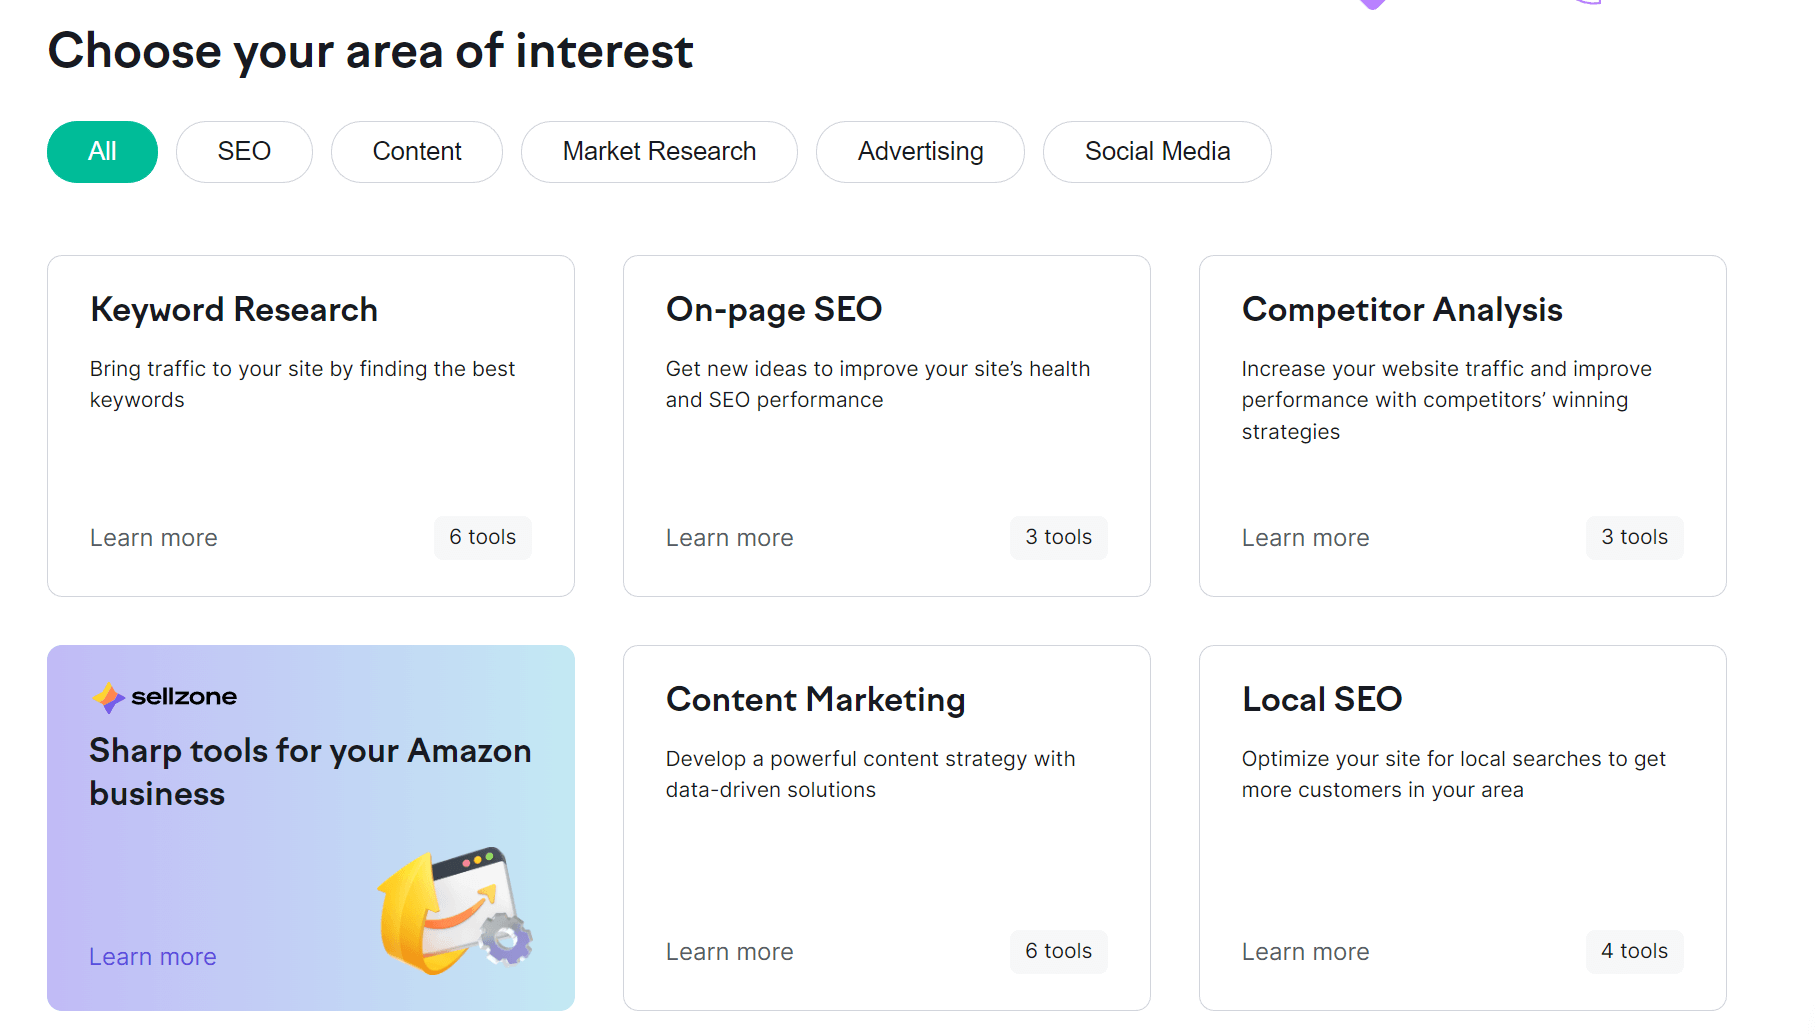 Choose your area of interest
All
SEO
Content
Market Research
Advertising
Social Media
Keyword Research
Bring traffic to your site by finding the best
keywords
Learn more
6 tools
On-page SEO
Get new ideas to improve your site’s health
and SEO performance
Learn more
3 tools
Competitor Analysis
Increase your website traffic and improve
performance with competitors’ winning
strategies
Learn more
3 tools
sellzone
Sharp tools for your Amazon
business
Learn more
Content Marketing
Develop a powerful content strategy with
data-driven solutions
Learn more
6 tools
Local SEO
Optimize your site for local searches to get
more customers in your area
Learn more
4 tools